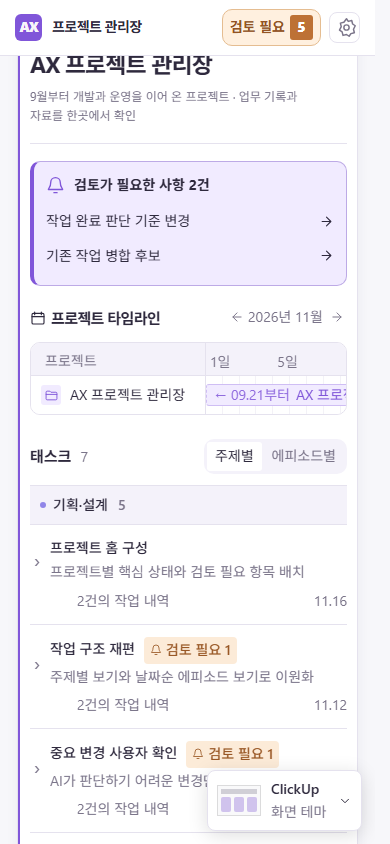 AX 프로젝트 관리장 검토 필요 5
AX 프로젝트 관리장
9월부터 개발과 운영을 이어 온 프로젝트 · 업무 기록과
자료를 한곳에서 확인
검토가 필요한 사항 2건
작업 완료 판단 기준 변경 →
기존 작업 병합 후보 →
프로젝트 타임라인 ← 2026년 11월 →
프로젝트 1일 5일
AX 프로젝트 관리장 ← 09.21부터 AX 프로
태스크 7 주제별 에피소드별
기획·설계 5
프로젝트 홈 구성
프로젝트별 핵심 상태와 검토 필요 항목 배치
2건의 작업 내역 11.16
작업 구조 재편 검토 필요 1
주제별 보기와 날짜순 에피소드 보기로 이원화
2건의 작업 내역 11.12
중요 변경 사용자 확인 검토 필요 1
AI가 판단하기 어려운 변경
2건의 작업 내역
ClickUp
화면 테마